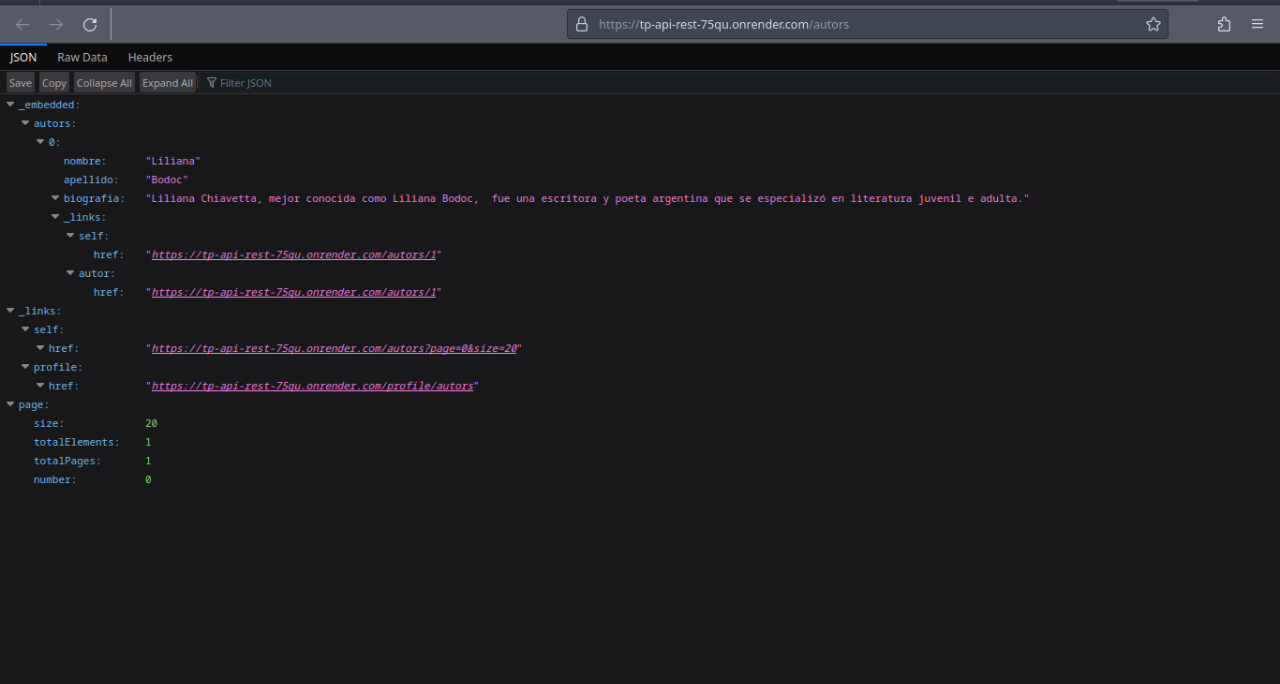 https://tp-api-rest-75qu.onrender.com/autors
JSON Raw Data Headers
Save Copy Collapse All Expand All Filter JSON
_embedded:
autors:
0:
nombre: "Liliana"
apellido: "Bodoc"
biografia: "Liliana Chiavetta, mejor conocida como Liliana Bodoc,  fue una escritora y poeta argentina que se especializó en literatura juvenil e adulta."
_links:
self:
href: "https://tp-api-rest-75qu.onrender.com/autors/1"
autor:
href: "https://tp-api-rest-75qu.onrender.com/autors/1"
_links:
self:
href: "https://tp-api-rest-75qu.onrender.com/autors?page=0&size=20"
profile:
href: "https://tp-api-rest-75qu.onrender.com/profile/autors"
page:
size: 20
totalElements: 1
totalPages: 1
number: 0